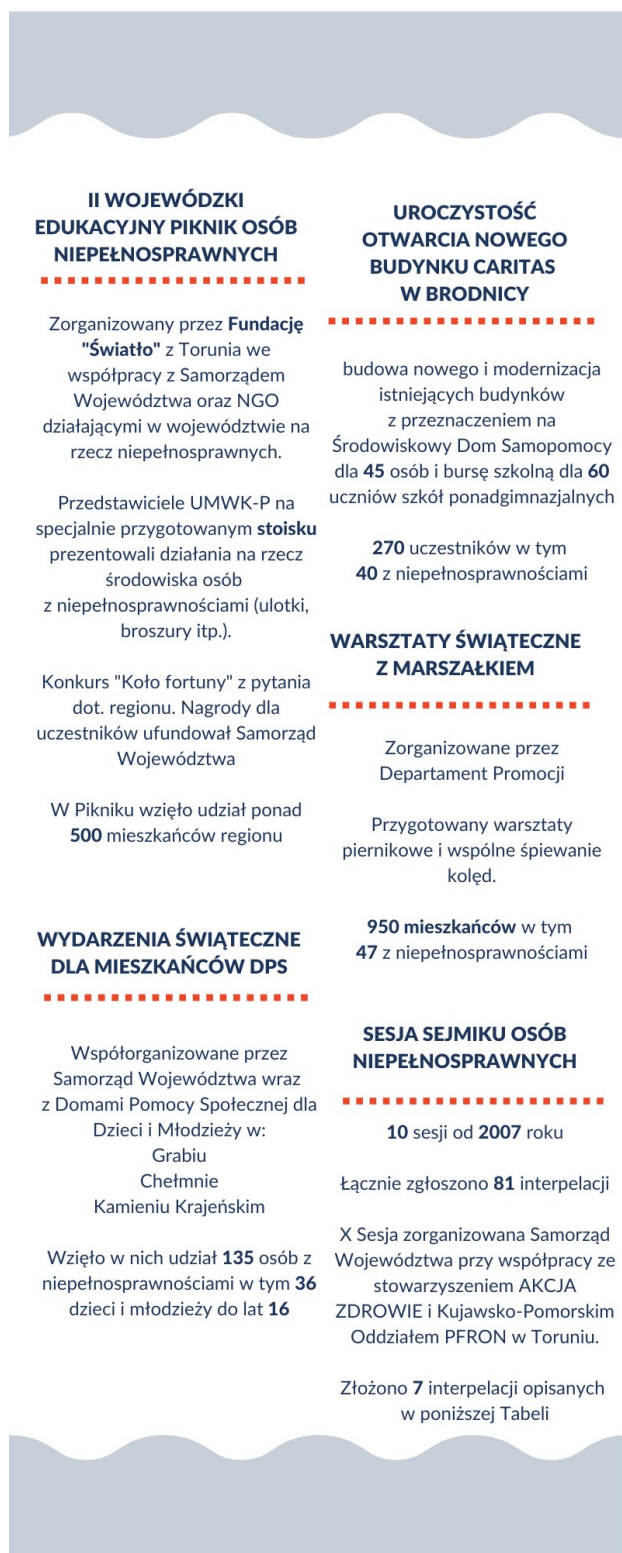 II WOJEWÓDZKI
EDUKACYJNY PIKNIK OSÓB
NIEPEŁNOSPRAWNYCH
Zorganizowany przez Fundację
"Światło" z Torunia we
współpracy z Samorządem
Województwa oraz NGO
działającymi w województwie na
rzecz niepełnosprawnych.
Przedstawiciele UMWK-P na
specjalnie przygotowanym stoisku
prezentowali działania na rzecz
środowiska osób
z niepełnosprawnościami (ulotki,
broszury itp.).
Konkurs "Koło fortuny" z pytania
dot. regionu. Nagrody dla
uczestników ufundował Samorząd
Województwa
W Pikniku wzięło udział ponad
500 mieszkańców regionu
WYDARZENIA ŚWIĄTECZNE
DLA MIESZKAŃCÓW DPS
Współorganizowane przez
Samorząd Województwa wraz
z Domami Pomocy Społecznej dla
Dzieci i Młodzieży w:
Grabiu
Chełmnie
Kamieniu Krajeńskim
Wzięło w nich udział 135 osób z
niepełnosprawnościami w tym 36
dzieci i młodzieży do lat 16
UROCZYSTOŚĆ
OTWARCIA NOWEGO
BUDYNKU CARITAS
W BRODNICY
budowa nowego i modernizacja
istniejących budynków
z przeznaczeniem na
Środowiskowy Dom Samopomocy
dla 45 osób i bursę szkolną dla 60
uczniów szkół ponadgimnazjalnych
270 uczestników w tym
40 z niepełnosprawnościami
WARSZTATY ŚWIĄTECZNE
Z MARSZAŁKIEM
Zorganizowane przez
Departament Promocji
Przygotowany warsztaty
piernikowe i wspólne śpiewanie
kolęd.
950 mieszkańców w tym
47 z niepełnosprawnościami
SESJA SEJMIKU OSÓB
NIEPEŁNOSPRAWNYCH
10 sesji od 2007 roku
Łącznie zgłoszono 81 interpelacji
X Sesja zorganizowana Samorząd
Województwa przy współpracy ze
stowarzyszeniem AKCJA
ZDROWIE i Kujawsko-Pomorskim
Oddziałem PFRON w Toruniu.
Złożono 7 interpelacji opisanych
w poniższej Tabeli